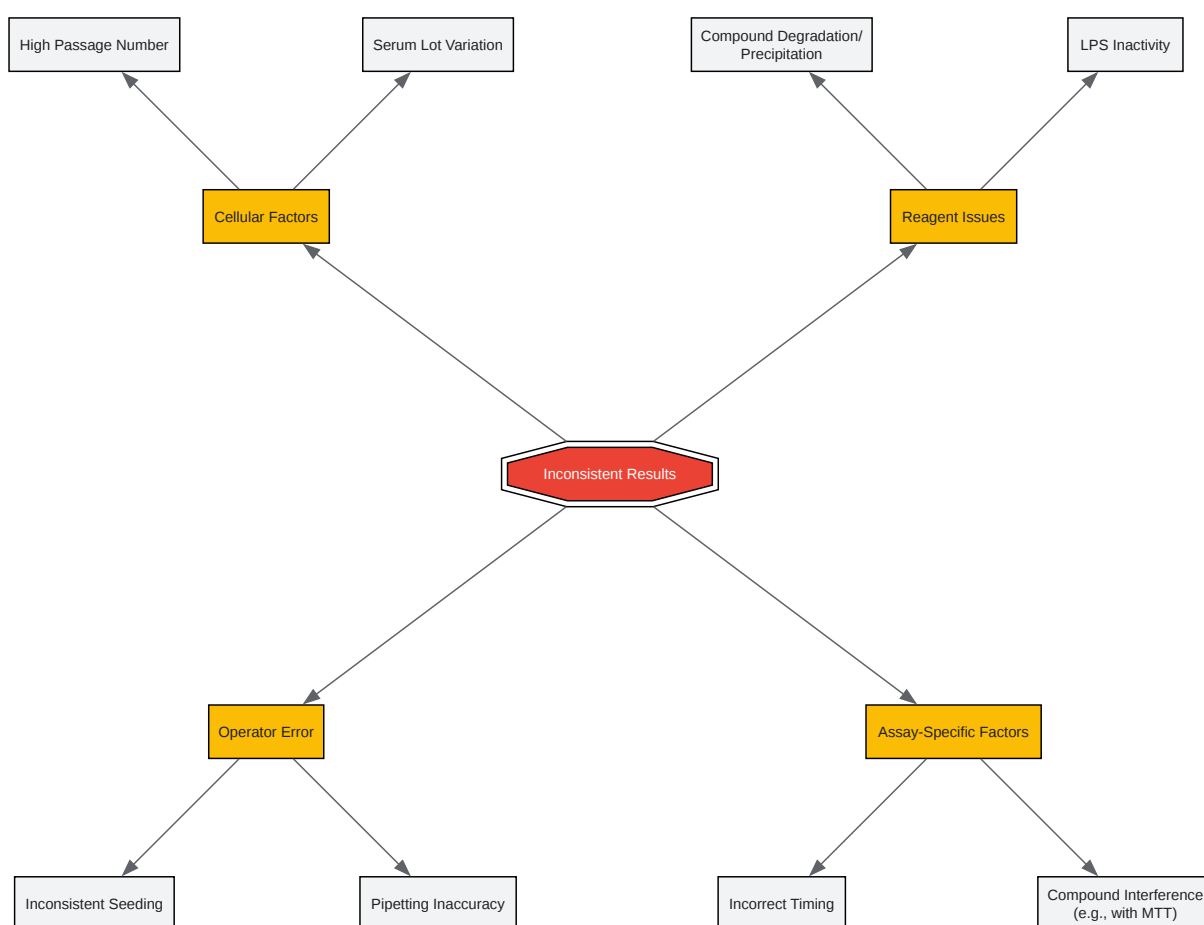 High Passage Number
Serum Lot Variation
Compound Degradation/
Precipitation
LPS Inactivity
Cellular Factors
Reagent Issues
Inconsistent Results
Operator Error
Assay-Specific Factors
Inconsistent Seeding
Pipetting Inaccuracy
Incorrect Timing
Compound Interference
(e.g., with MTT)